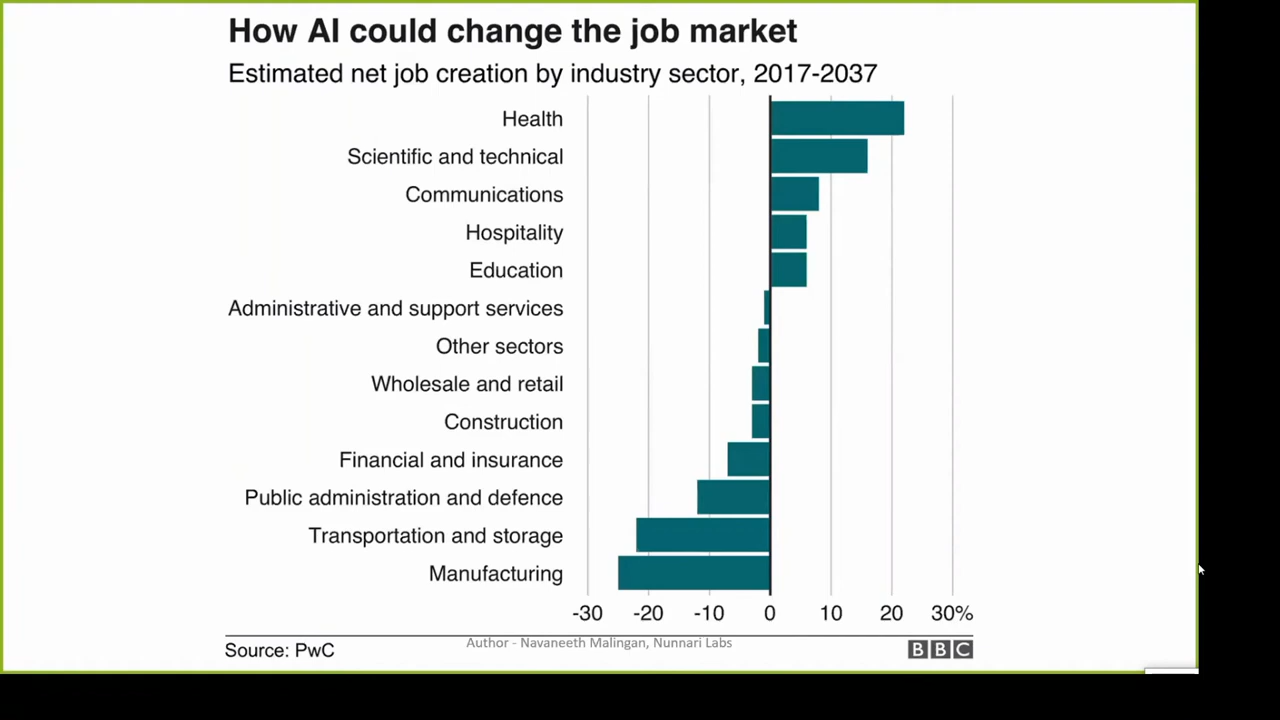 How AI could change the job market
Estimated net job creation by industry sector, 2017-2037
Health
Scientific and technical
Communications
Hospitality
Education
Administrative and support services
Other sectors
Wholesale and retail
Construction
Financial and insurance
Public administration and defence
Transportation and storage
Manufacturing
-30 -20 -10 0 10 20 30%
Author - Navaneeth Malingan, Nunnari Labs
Source: PwC BBC